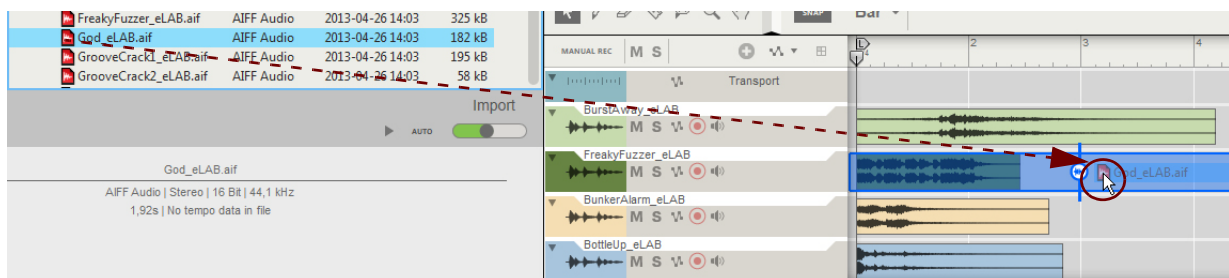 FreakyFuzzer_eLAB.aif AIFF Audio 2013-04-26 14:03 325 kB
God_eLAB.aif AIFF Audio 2013-04-26 14:03 182 kB
GrooveCrack1_eLAB.aif AIFF Audio 2013-04-26 14:03 195 kB
GrooveCrack2_eLAB.aif AIFF Audio 2013-04-26 14:03 58 kB
Import
AUTO
God_eLAB.aif
AIFF Audio | Stereo | 16 Bit | 44,1 kHz
1,92s | No tempo data in file
SNAP Bar
MANUAL REC M S
L 2 3 4
Transport
BurstAway_eLAB
M S
FreakyFuzzer_eLAB
M S
God_eLAB.aif
BunkerAlarm_eLAB
M S
BottleUp_eLAB
M S